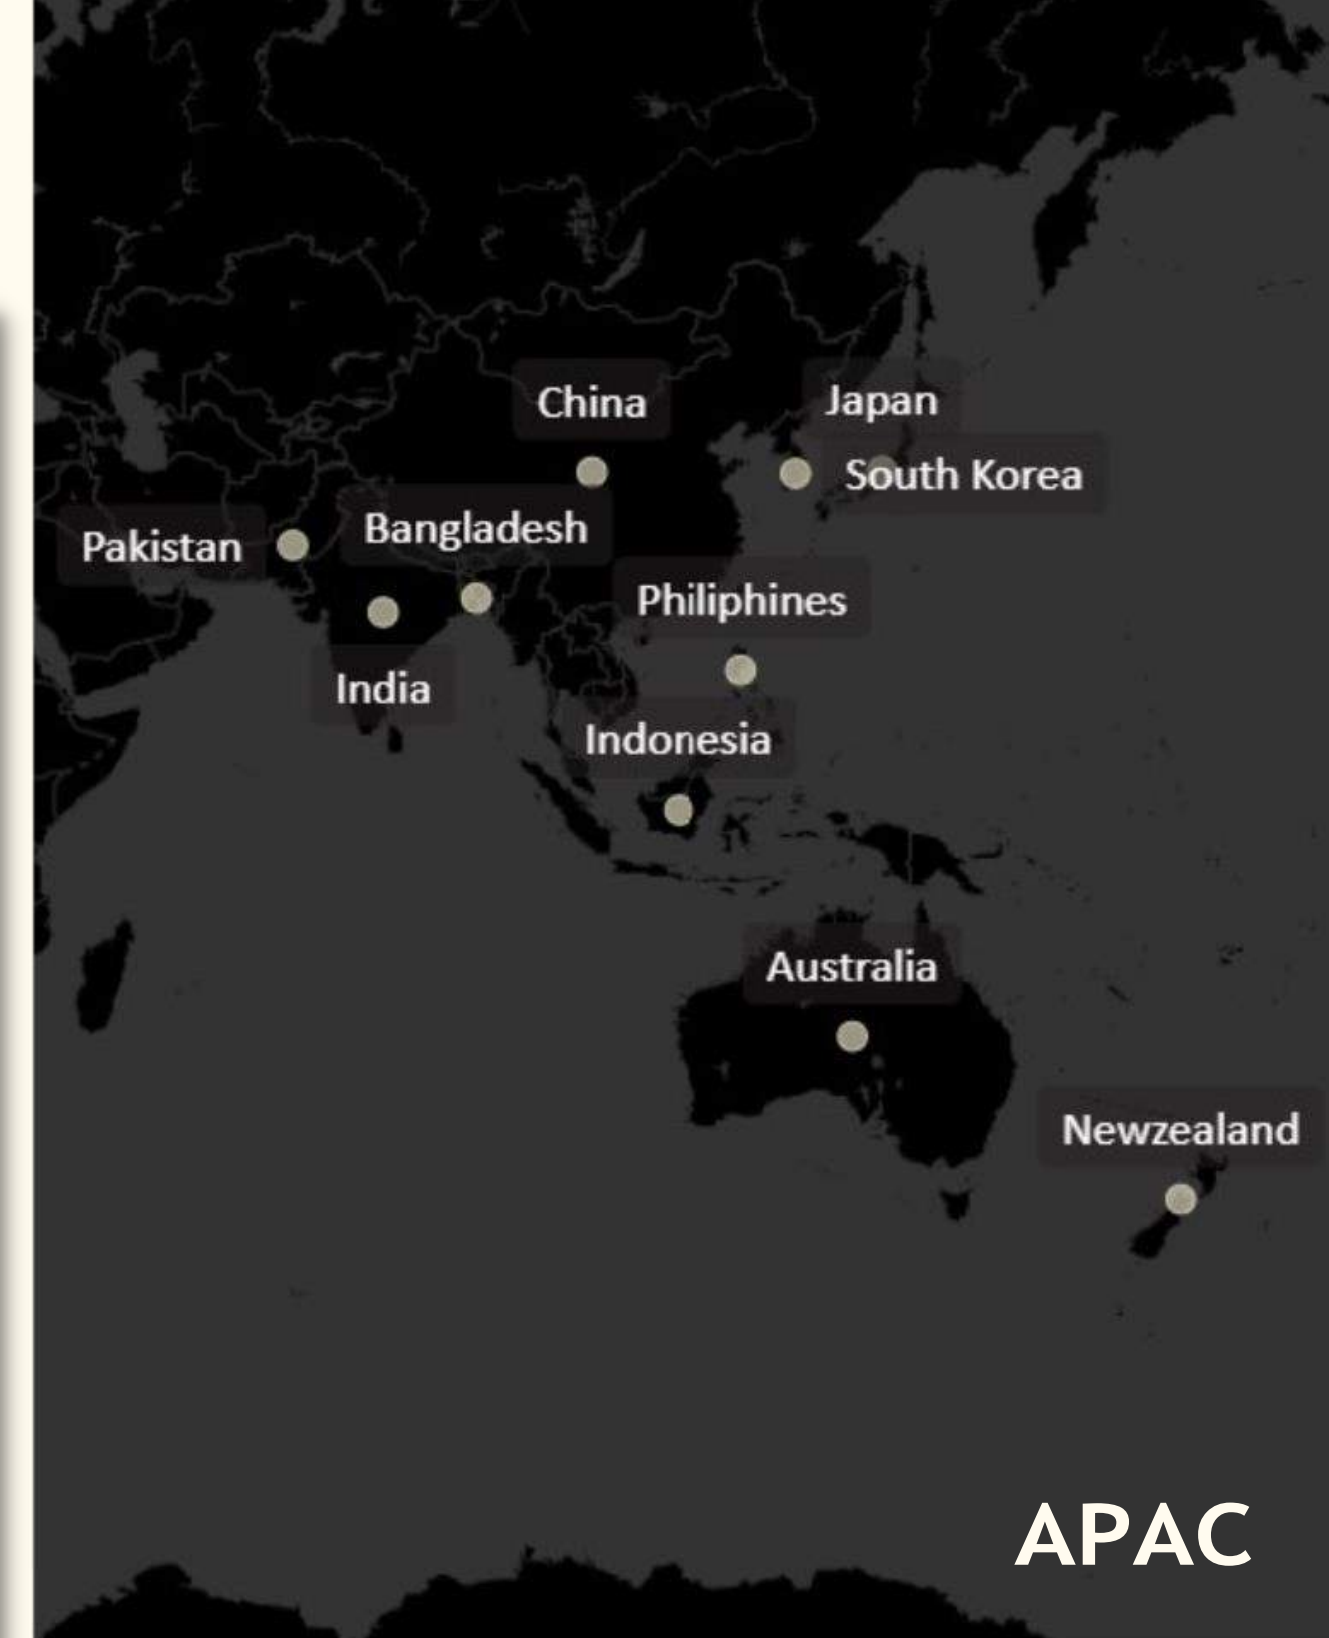 China
Japan
South Korea
Bangladesh
Pakistan
Philiphines
India
Indonesia
Australia
Newzealand
APAC